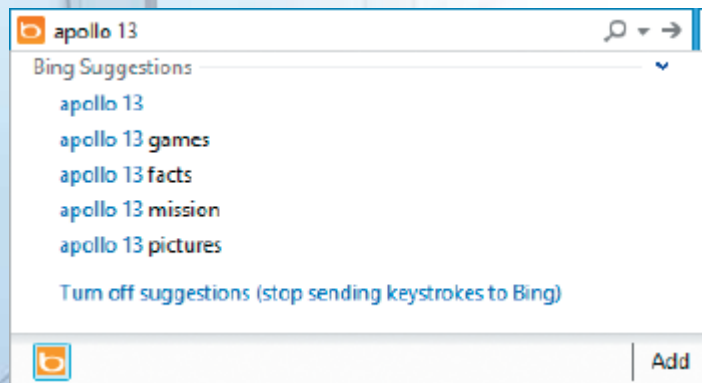 apollo 13
Bing Suggestions
apollo 13
apollo 13 games
apollo 13 facts
apollo 13 mission
apollo 13 pictures
Turn off suggestions (stop sending keystrokes to Bing)
Add